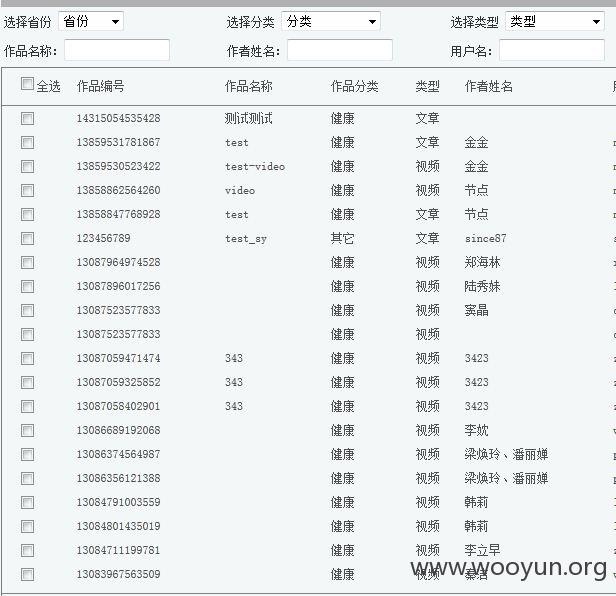 选择省份 省份 选择分类 分类 选择类型 类型
作品名称: 作者姓名: 用户名:
全选 作品编号 作品名称 作品分类 类型 作者姓名
14315054535428 测试测试 健康 文章
13859531781867 test 健康 文章 金金
13859530523422 test-video 健康 视频 金金
13858862564260 video 健康 视频 节点
13858847768928 test 健康 文章 节点
123456789 test_sy 其它 文章 since87
13087964974528 健康 视频 郑海林
13087896017256 健康 视频 陆秀妹
13087523577833 健康 视频 窦晶
13087523577833 健康 视频
13087059471474 343 健康 视频 3423
13087059325852 343 健康 视频 3423
13087058402901 343 健康 视频 3423
13086689192068 健康 视频 李妏
13086374564987 健康 视频 梁焕玲、潘丽婵
13086356121388 健康 视频 梁焕玲、潘丽婵
13084791003559 健康 视频 韩莉
13084801435019 健康 视频 韩莉
13084711199781 健康 视频 李立早
13083967563509 健康 视频
www.wooyun.org